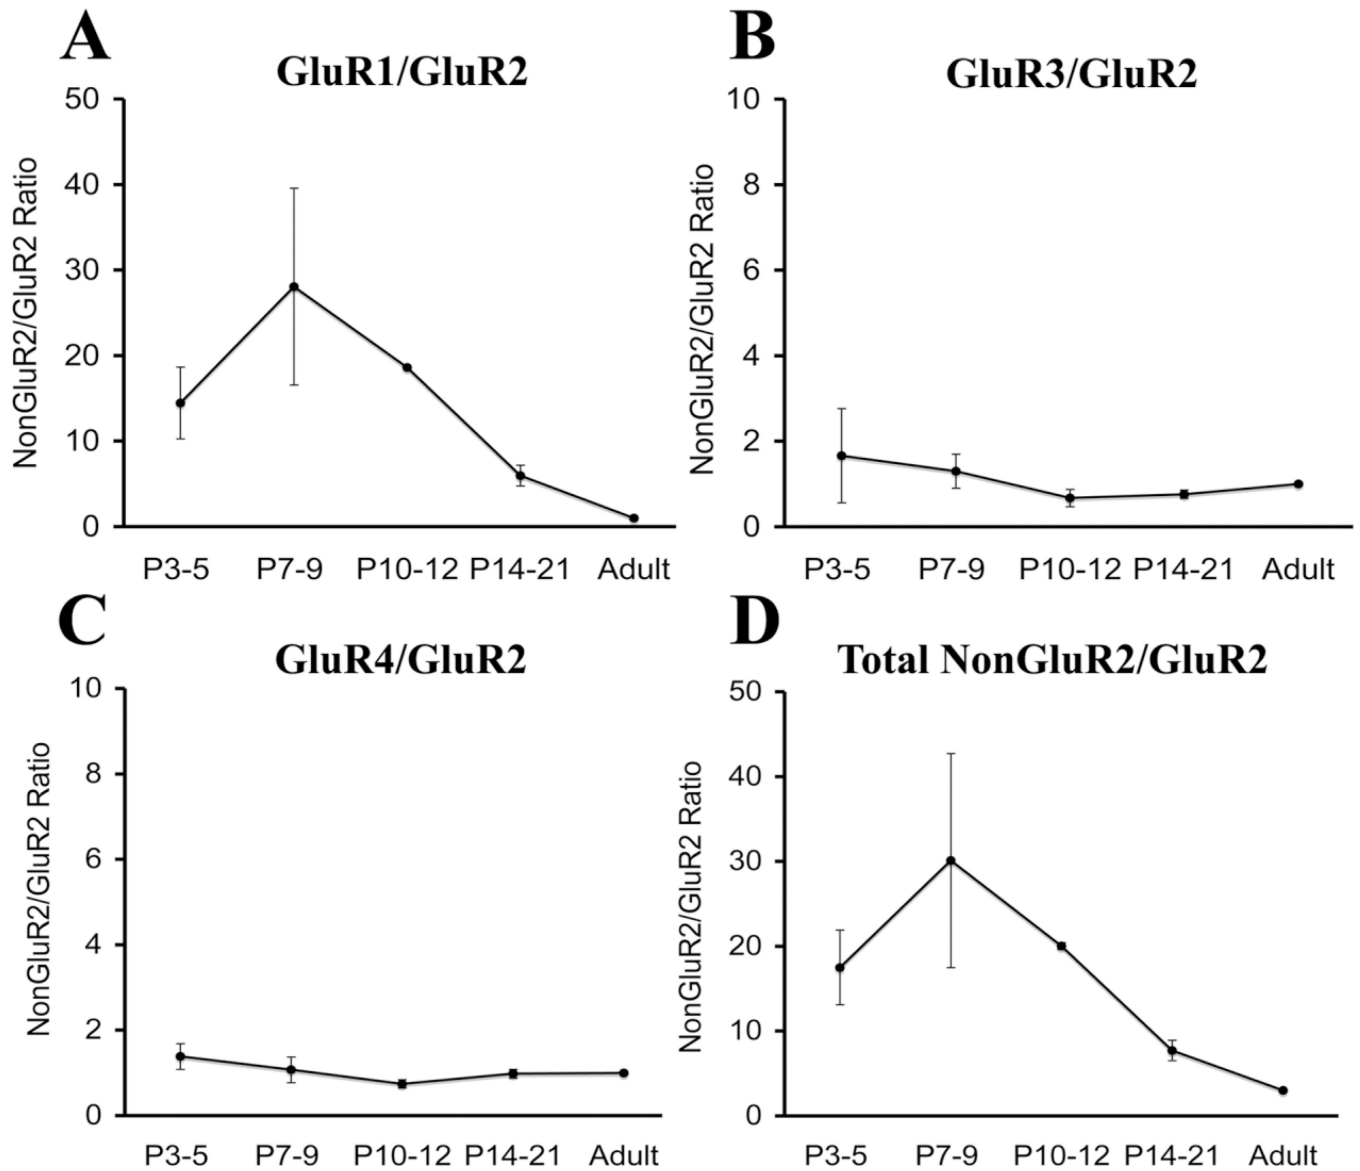 A
GluR1/GluR2
NonGluR2/GluR2 Ratio
50
40
30
20
10
0
P3-5 P7-9 P10-12 P14-21 Adult
B
GluR3/GluR2
NonGluR2/GluR2 Ratio
10
8
6
4
2
0
P3-5 P7-9 P10-12 P14-21 Adult
C
GluR4/GluR2
NonGluR2/GluR2 Ratio
10
8
6
4
2
0
P3-5 P7-9 P10-12 P14-21 Adult
D
Total NonGluR2/GluR2
NonGluR2/GluR2 Ratio
50
40
30
20
10
0
P3-5 P7-9 P10-12 P14-21 Adult